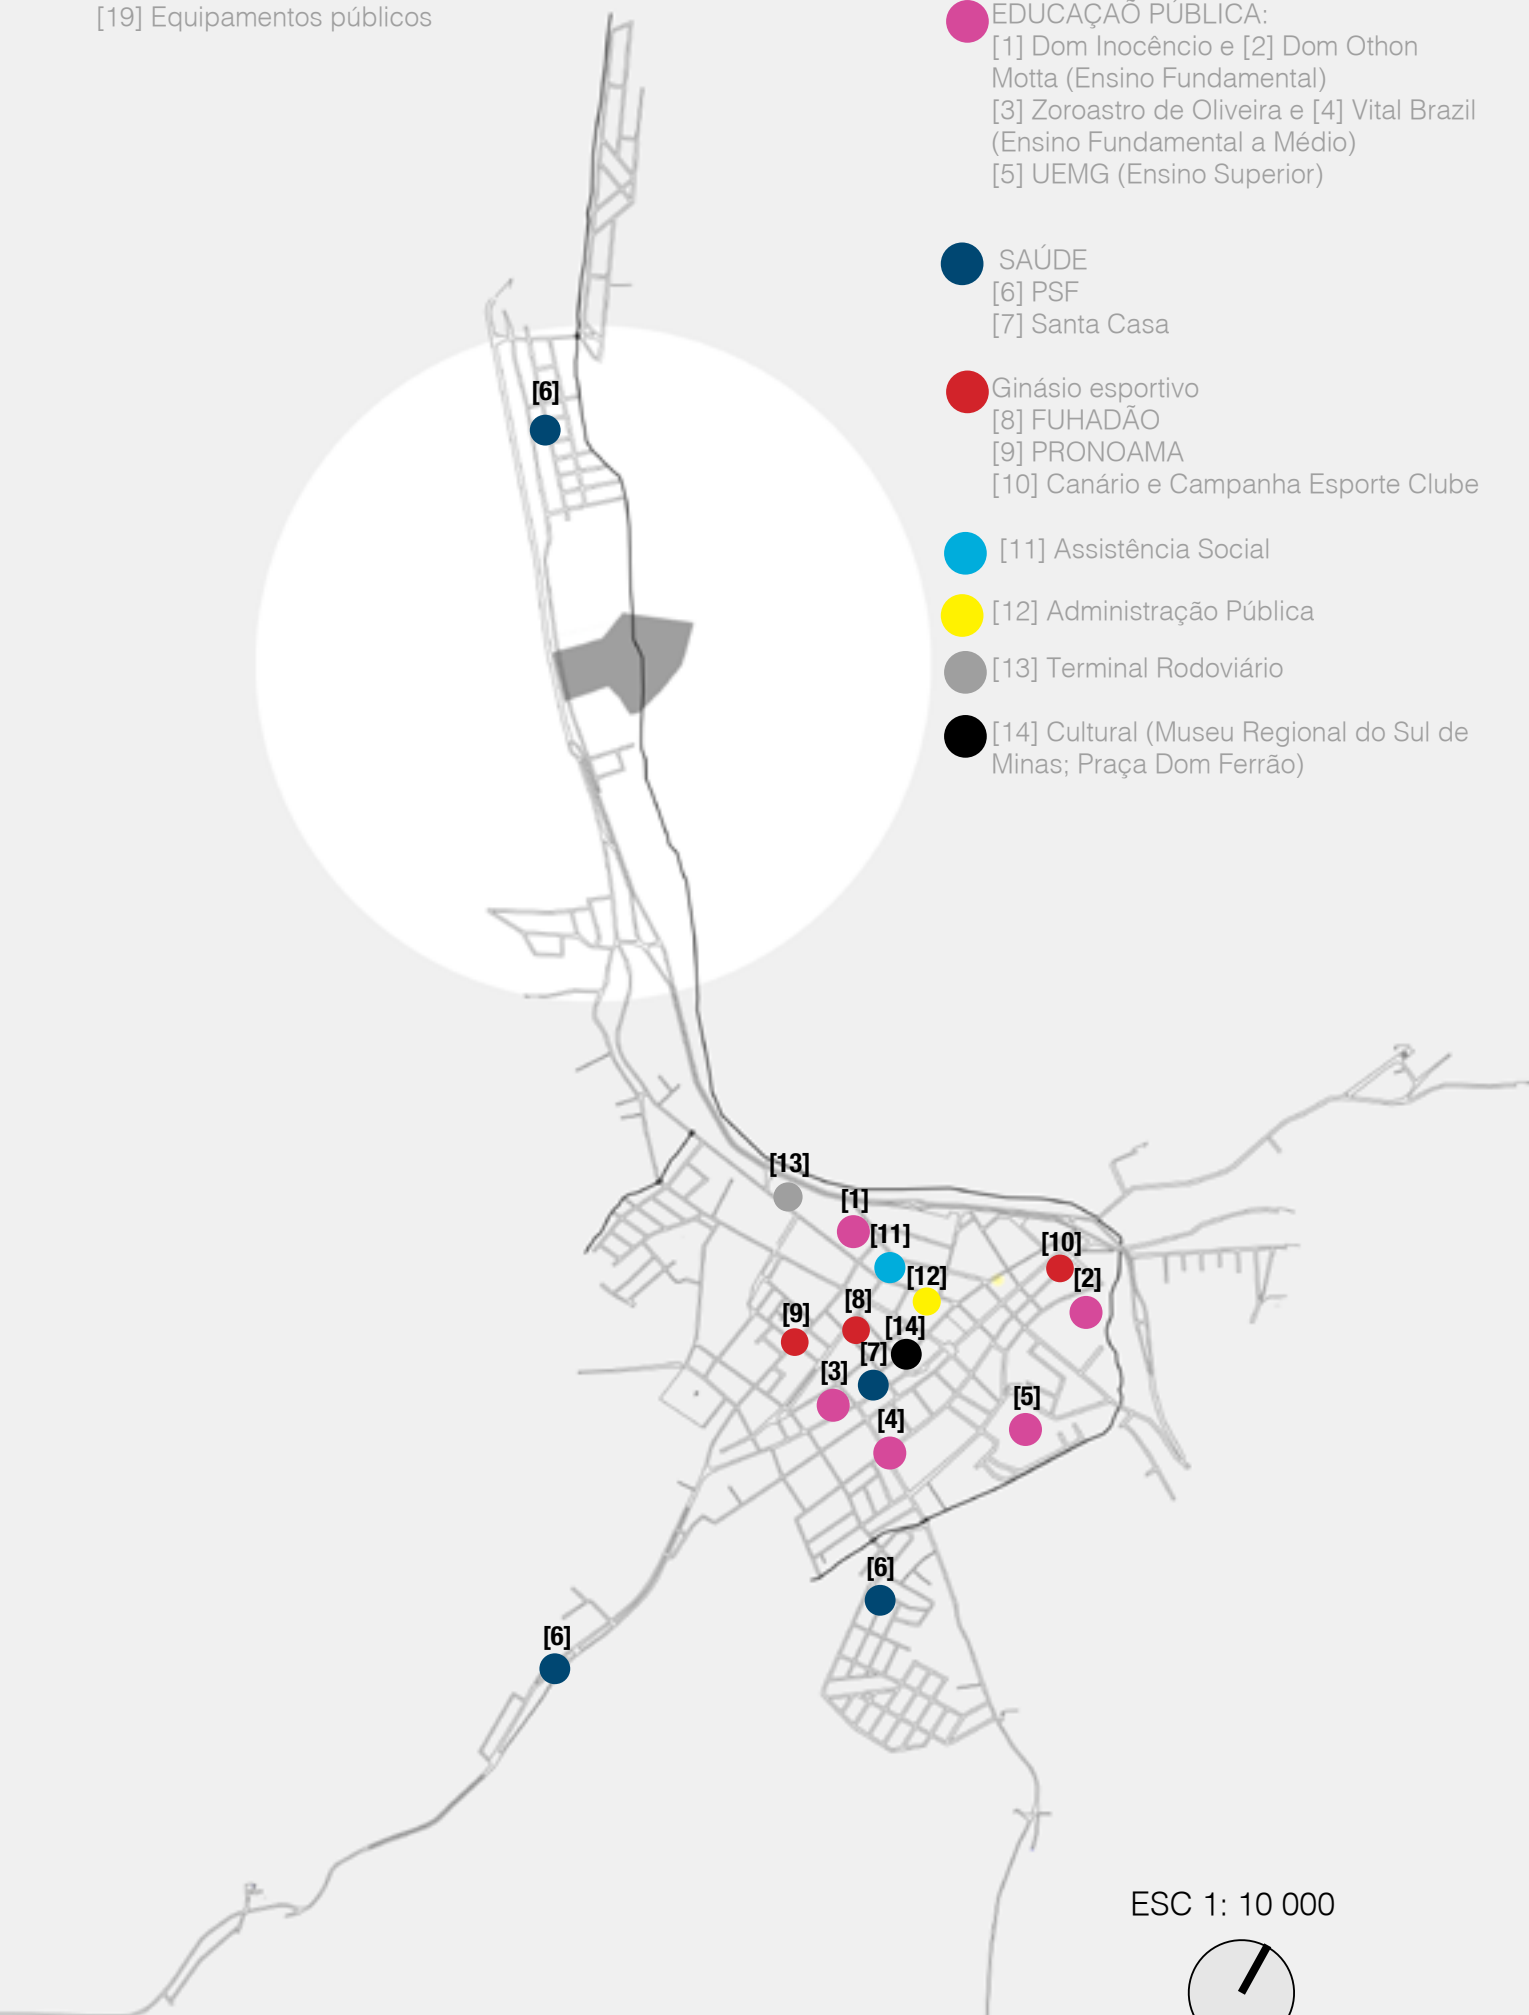 [19] Equipamentos públicos
EDUCAÇAÕ PÚBLICA:
[1] Dom Inocêncio e [2] Dom Othon
Motta (Ensino Fundamental)
[3] Zoroastro de Oliveira e [4] Vital Brazil
(Ensino Fundamental a Médio)
[5] UEMG (Ensino Superior)
SAÚDE
[6] PSF
[7] Santa Casa
Ginásio esportivo
[8] FUHADÃO
[9] PRONOAMA
[10] Canário e Campanha Esporte Clube
[11] Assistência Social
[12] Administração Pública
[13] Terminal Rodoviário
[14] Cultural (Museu Regional do Sul de
Minas; Praça Dom Ferrão)
[6]
[13]
[1]
[11]
[10]
[12]
[2]
[8]
[9]
[14]
[7]
[3]
[5]
[4]
[6]
[6]
ESC 1: 10 000